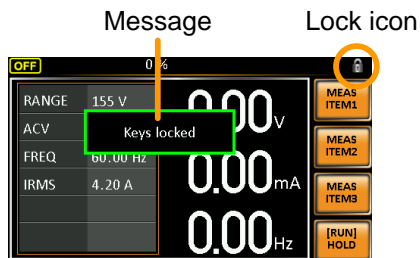 Message Lock icon
OFF 0 %
RANGE 155 V 0.00V MEAS ITEM1
ACV
Keys locked
MEAS ITEM2
FREQ 60.00 Hz
IRMS 4.20 A 0.00mA MEAS ITEM3
0.00Hz [RUN] HOLD